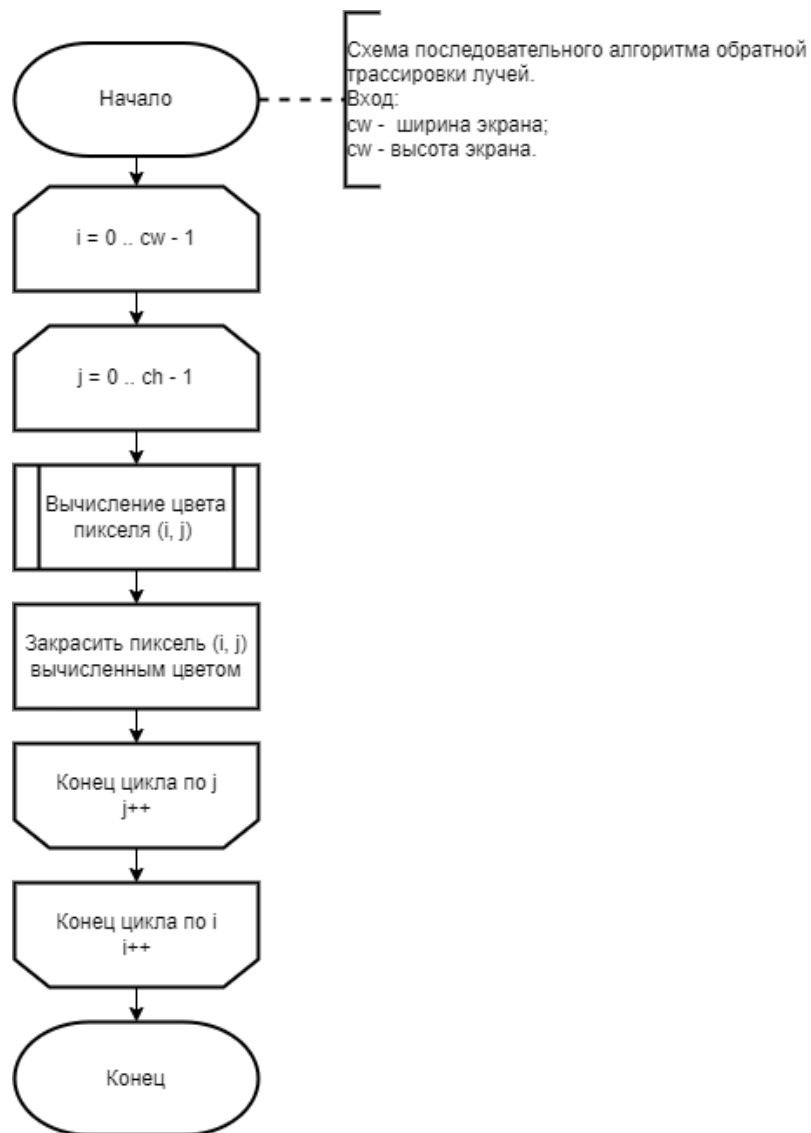 Начало
Схема последовательного алгоритма обратной
трассировки лучей.
Вход:
cw - ширина экрана;
cw - высота экрана.
i = 0 .. cw - 1
j = 0 .. ch - 1
Вычисление цвета
пикселя (i, j)
Закрасить пиксель (i, j)
вычисленным цветом
Конец цикла по j
j++
Конец цикла по i
i++
Конец